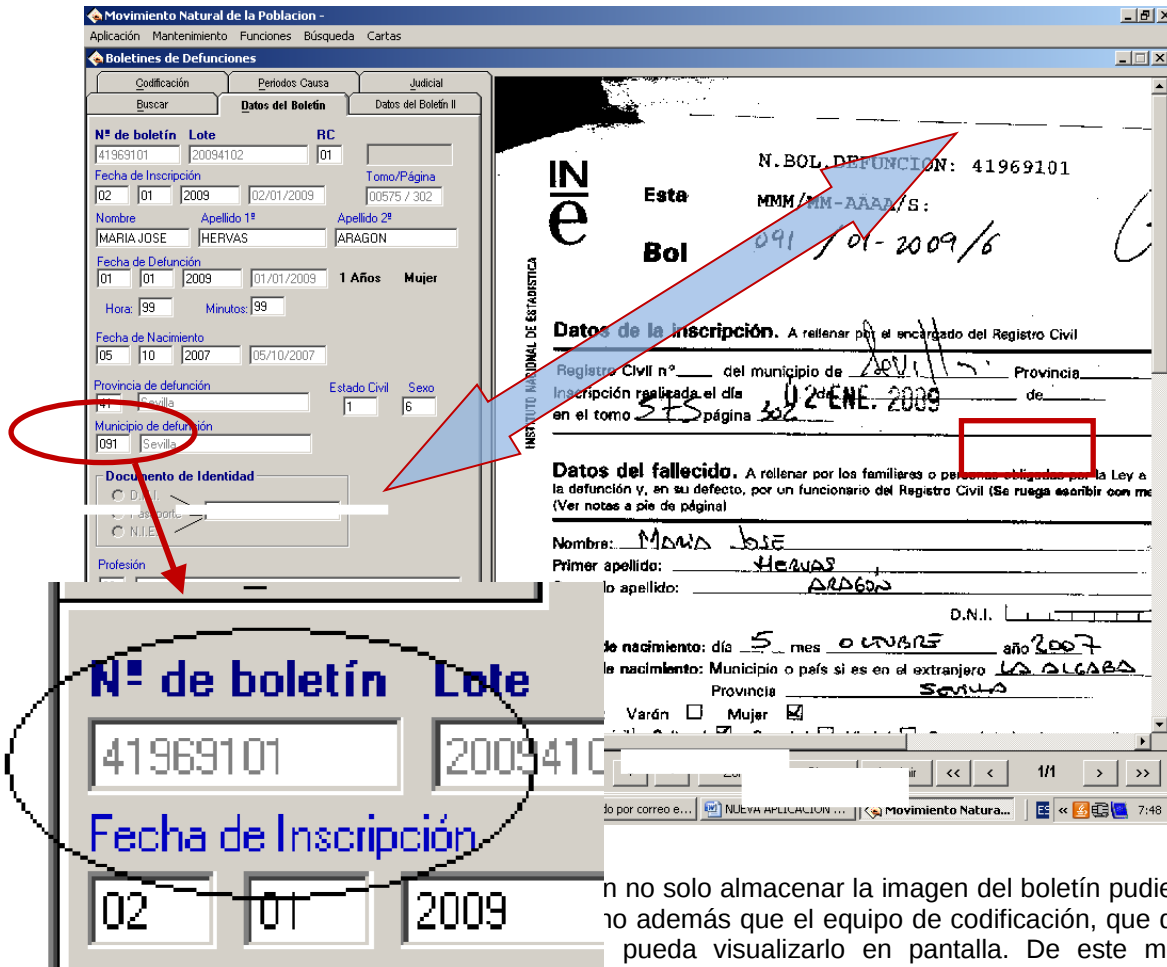 Movimiento Natural de la Poblacion -
Aplicación Mantenimiento Funciones Búsqueda Cartas
Boletines de Defunciones
Codificación Periodos Causa Judicial
Buscar Datos del Boletín Datos del Boletín II
Nº de boletín Lote RC
41969101 20094102 01
Fecha de Inscripción Tomo/Página
02 01 2009 02/01/2009 00575 / 302
Nombre Apellido 1º Apellido 2º
MARIA JOSE HERVAS ARAGON
Fecha de Defunción
01 01 2009 01/01/2009 1 Años Mujer
Hora: 99 Minutos: 99
Fecha de Nacimiento
05 10 2007 05/10/2007
Provincia de defunción Estado Civil Sexo
41 Sevilla 1 6
Municipio de defunción
091 Sevilla
Documento de Identidad
D.N.I.
Pasaporte
N.I.E.
Profesión
INe
INSTITUTO NACIONAL DE ESTADISTICA
N.BOL.DEFUNCION: 41969101
Esta MMM/MM-AAAA/S:
Bol 091 / 01-2009/6
Datos de la inscripción. A rellenar por el encargado del Registro Civil
Registro Civil nº del municipio de Sevilla Provincia
Inscripción realizada el día 02 ENE. 2009 de
en el tomo 575 página 302
Datos del fallecido. A rellenar por los familiares o personas obligadas por la Ley a
la defunción y, en su defecto, por un funcionario del Registro Civil (Se ruega escribir con
(Ver notas a pie de página)
Nombre: MARIA JOSE
Primer apellido: HERVAS
lo apellido: ARAGON
D.N.I.
de nacimiento: día 5 mes OCTUBRE año 2007
de nacimiento: Municipio o país si es en el extranjero LA ALGABA
Provincia SEVILLA
Varón Mujer
<< < 1/1 > >>
do por correo e... NUEVA APLICACION ... Movimiento Natura... ES « 7:48
Nº de boletín Lote
41969101 2009410
Fecha de Inscripción
02 01 2009
n no solo almacenar la imagen del boletín pudie
no además que el equipo de codificación, que
pueda visualizarlo en pantalla. De este m